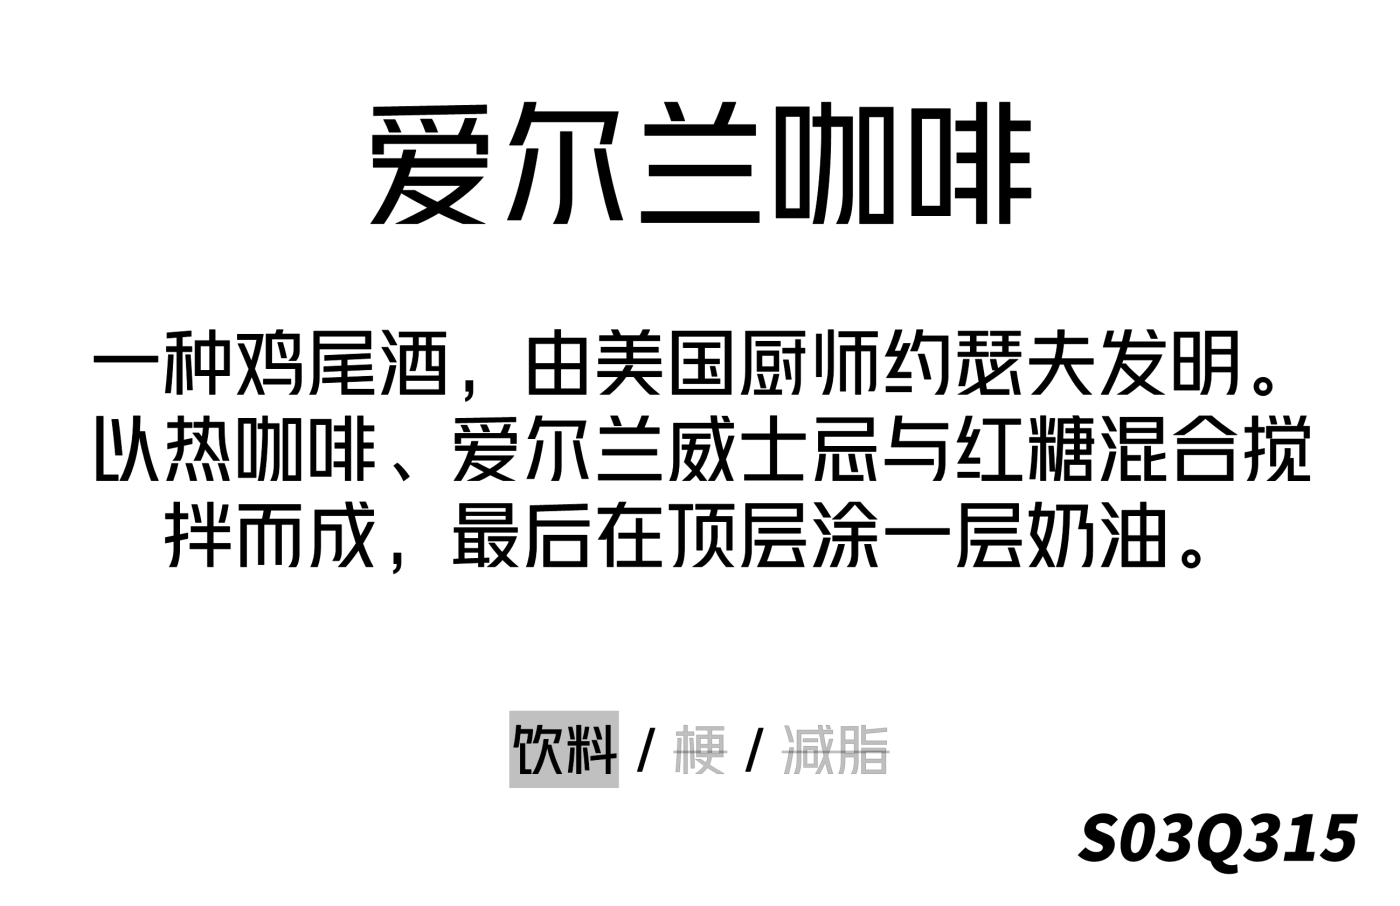 爱尔兰咖啡
一种鸡尾酒，由美国厨师约瑟夫发明。
以热咖啡、爱尔兰威士忌与红糖混合搅
拌而成，最后在顶层涂一层奶油。
饮料 / 梗 / 减脂
S03Q315